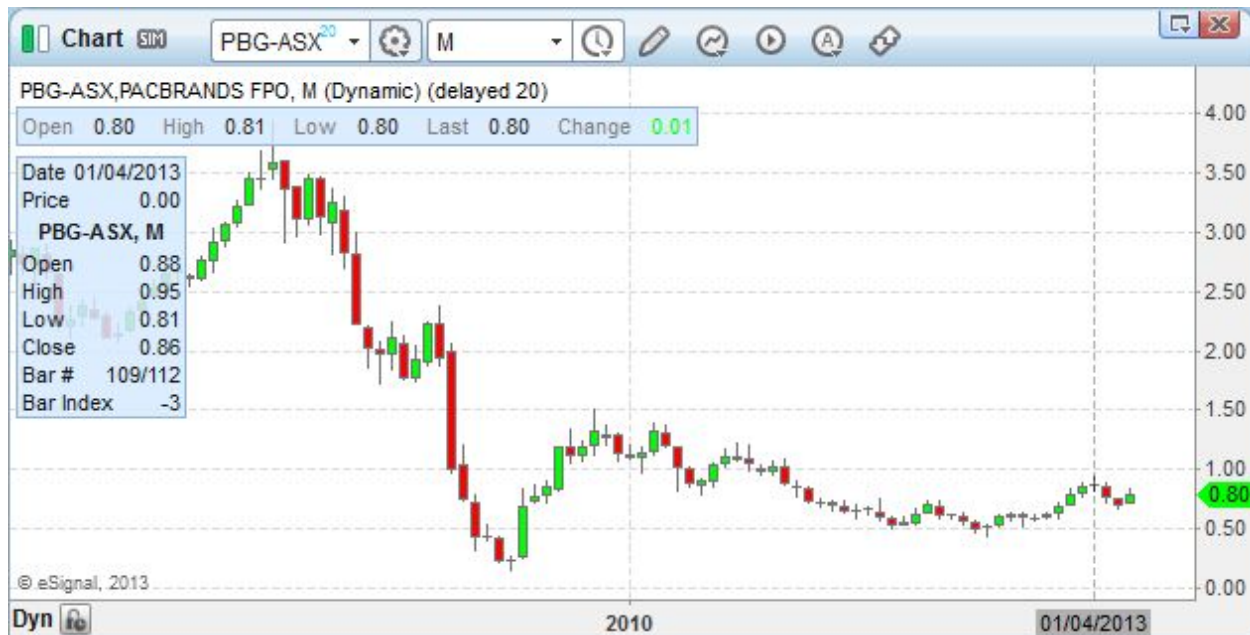 Chart SIM PBG-ASX 20 M
PBG-ASX,PACBRANDS FPO, M (Dynamic) (delayed 20)
Open 0.80 High 0.81 Low 0.80 Last 0.80 Change 0.01
Date 01/04/2013
Price 0.00
PBG-ASX, M
Open 0.88
High 0.95
Low 0.81
Close 0.86
Bar # 109/112
Bar Index -3
4.00
3.50
3.00
2.50
2.00
1.50
1.00
0.80
0.50
0.00
© eSignal, 2013
Dyn 2010 01/04/2013